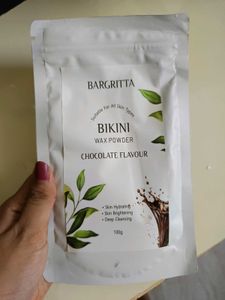 BARGRITTA
Suitable For All Skin Types
BIKINI
WAX POWDER
CHOCOLATE FLAVOUR
• Skin Hydrating
• Skin Brightening
• Deep Cleansing
100g